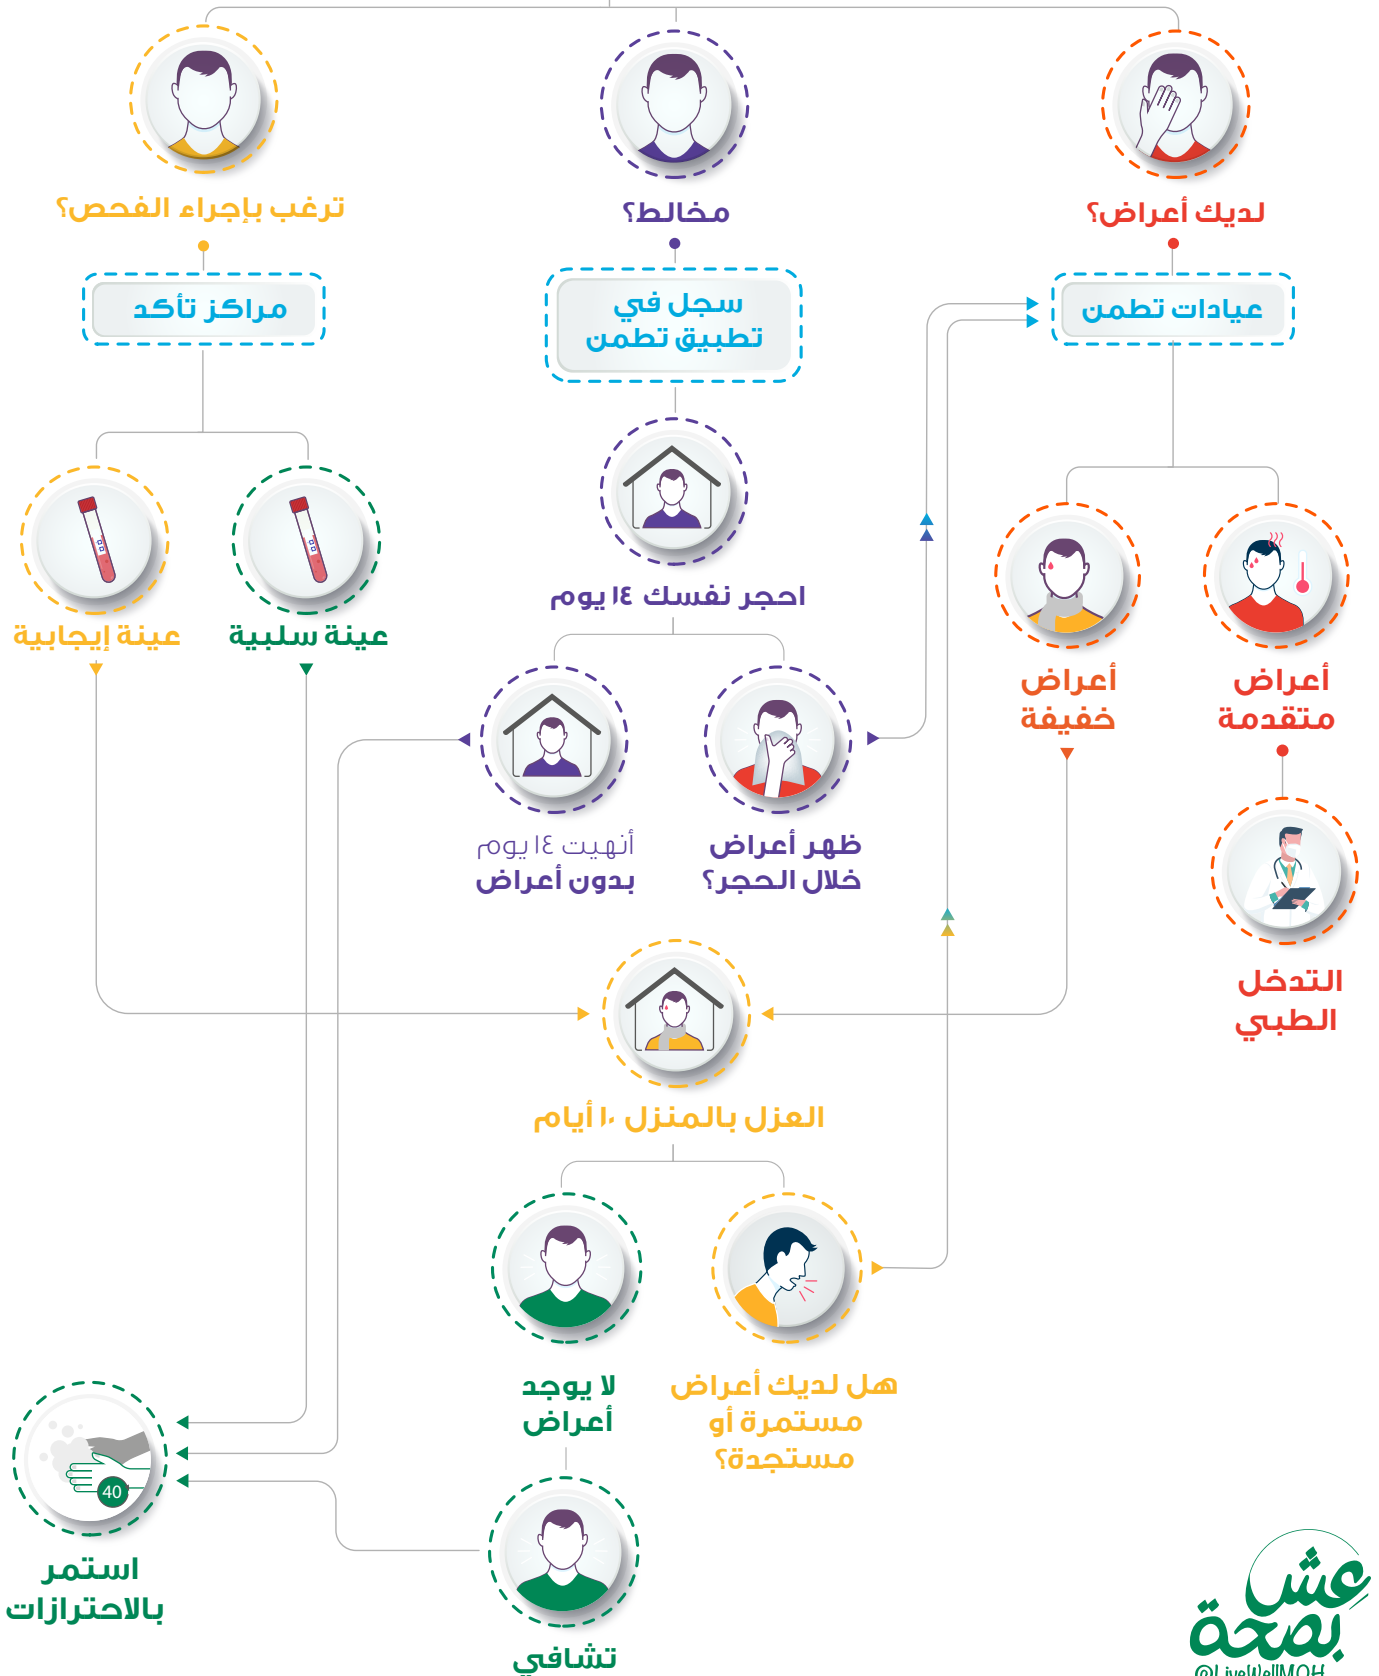 لديك أعراض؟
مخالط؟
ترغب بإجراء الفحص؟
عيادات تطمن
سجل في
تطبيق تطمن
مراكز تأكد
احجر نفسك ١٤ يوم
عينة سلبية
عينة إيجابية
أعراض
متقدمة
أعراض
خفيفة
ظهر أعراض
خلال الحجر؟
أنهيت ١٤ يوم
بدون أعراض
التدخل
الطبي
العزل بالمنزل ١٠ أيام
هل لديك أعراض
مستمرة أو
مستجدة؟
لا يوجد
أعراض
40
استمر
بالاحترازات
تشافي
عش
بصحة
@LiveWellMOH